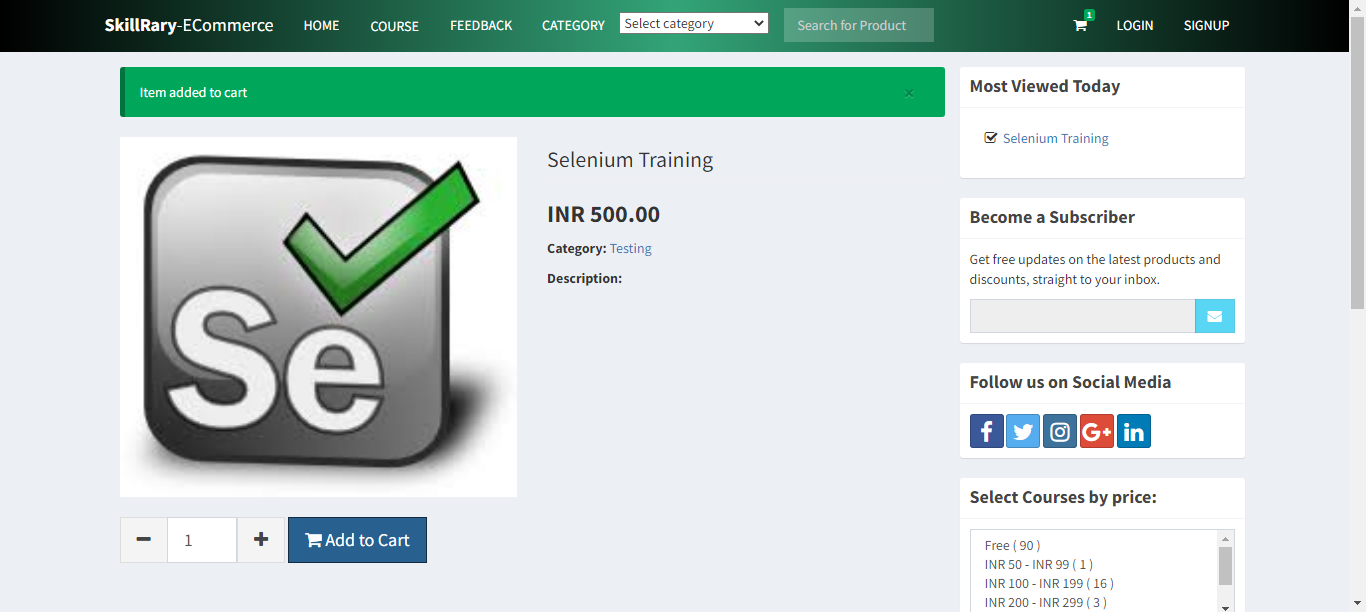 SkillRary-ECommerce HOME COURSE FEEDBACK CATEGORY Select category Search for Product 1 LOGIN SIGNUP
Item added to cart ×
Se
Selenium Training
INR 500.00
Category: Testing
Description:
1 Add to Cart
Most Viewed Today
Selenium Training
Become a Subscriber
Get free updates on the latest products and
discounts, straight to your inbox.
Follow us on Social Media
f G+ in
Select Courses by price:
Free ( 90 )
INR 50 - INR 99 ( 1 )
INR 100 - INR 199 ( 16 )
INR 200 - INR 299 ( 3 )